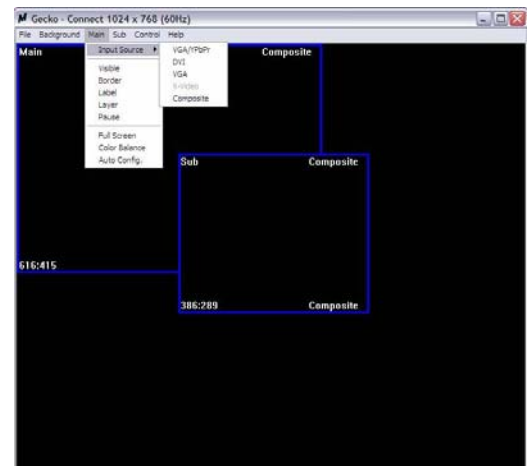 Gecko - Connect 1024 x 768 (60Hz)
File Background Main Sub Control Help
Main
Composite
Input Source
Visible
Border
Label
Layer
Pause
Full Screen
Color Balance
Auto Config.
VGA/YPbPr
DVI
VGA
S-Video
Composite
Sub Composite
616:415
386:289 Composite